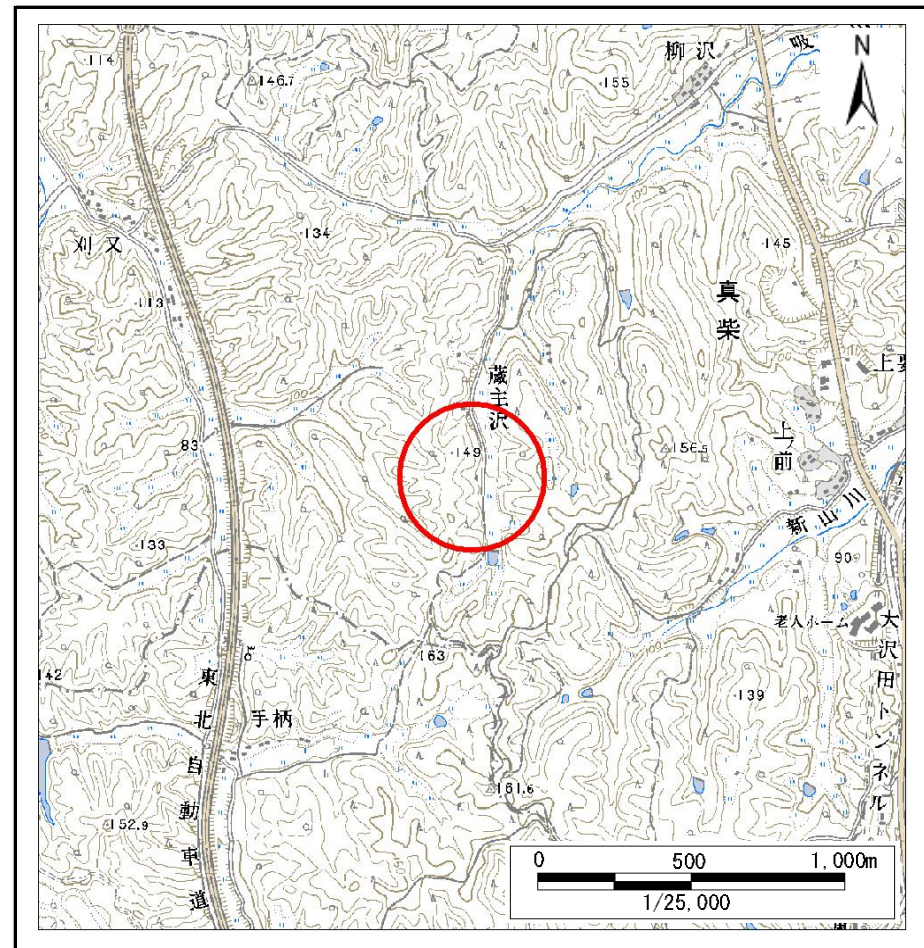 114
146.7
柳沢
155
吸
N
刈又
134
145
113
真柴
蔵主沢
83
149
156.5
上ノ前
新山川
133
90
老人ホーム
大沢田トンネル
142
163
139
東北自動車道
手柄
161.6
152.9
0 500 1,000m
1/25,000